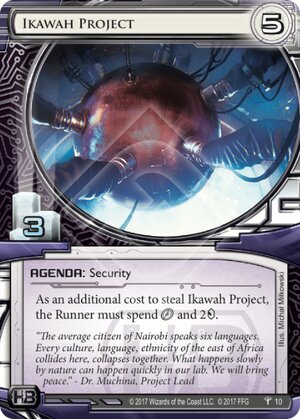 Ikawah Project
5
3
AGENDA: Security
As an additional cost to steal Ikawah Project,
the Runner must spend and 2.
"The average citizen of Nairobi speaks six languages.
Every culture, language, ethnicity of the east of Africa
collides here, collapses together. What happens slowly
by nature can happen quickly in our lab. We will bring
peace." - Dr. Muchina, Project Lead
Illus. Michał Miłkowski
HB
© 2017 Wizards of the Coast LLC. © 2017 FFG
10